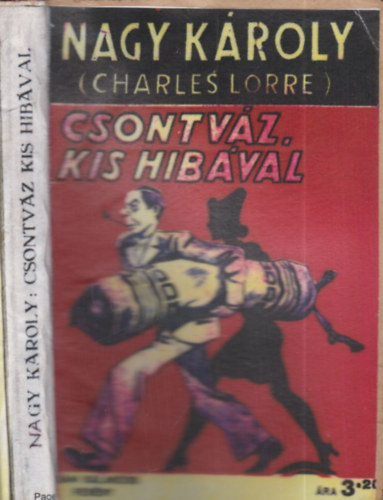 NAGY KÁROLY: CSONTVÁZ KIS HIBÁVAL
NAGY KÁROLY
(CHARLES LORRE)
CSONTVÁZ,
KIS HIBÁVAL
ÁRA 3.20